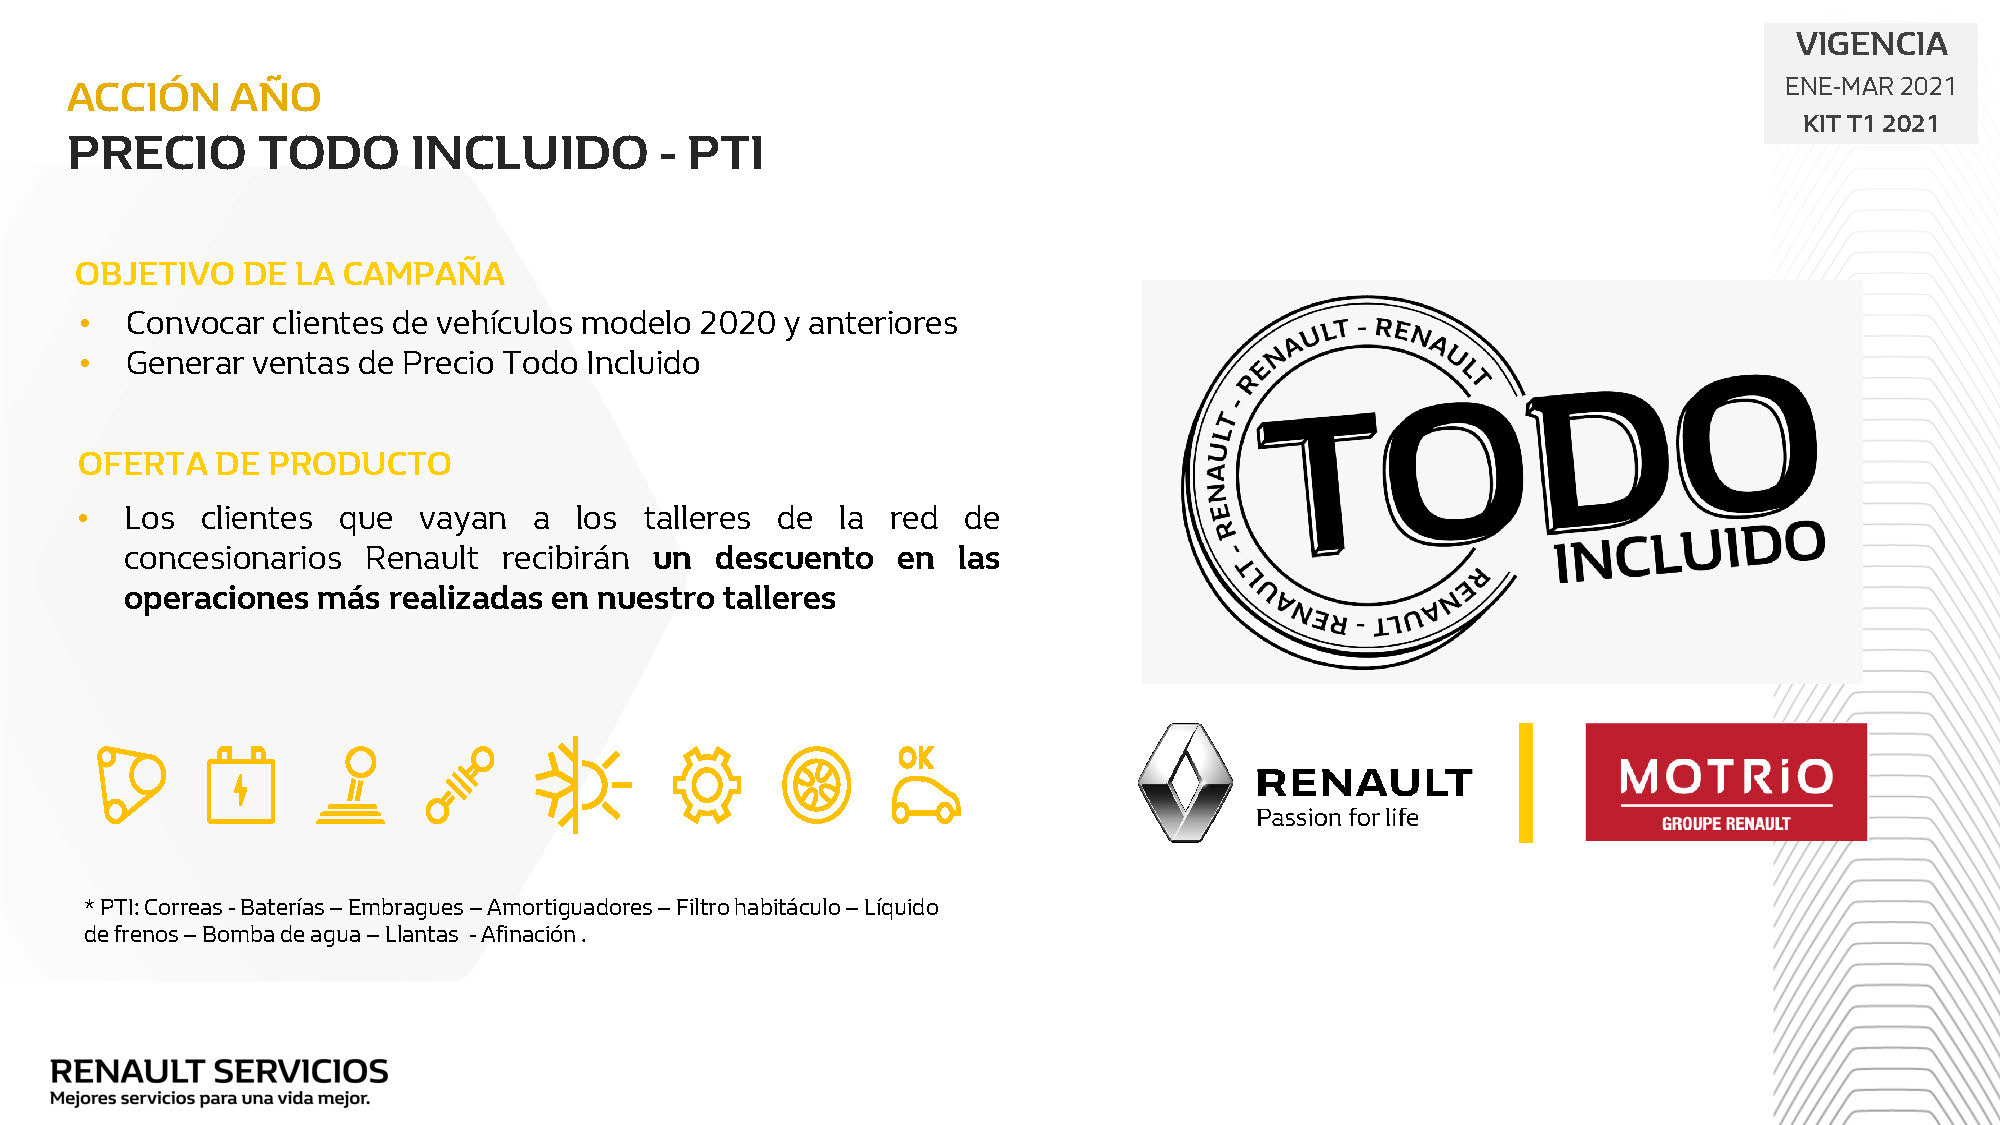 VIGENCIA
ENE-MAR 2021
KIT T1 2021
ACCIÓN AÑO
PRECIO TODO INCLUIDO - PTI
OBJETIVO DE LA CAMPAÑA
• Convocar clientes de vehículos modelo 2020 y anteriores
• Generar ventas de Precio Todo Incluido
OFERTA DE PRODUCTO
• Los clientes que vayan a los talleres de la red de
concesionarios Renault recibirán un descuento en las
operaciones más realizadas en nuestro talleres
RENAULT - RENAULT - RENAULT - RENAULT - RENAULT - RENAULT
TODO
INCLUIDO
OK
RENAULT
Passion for life
MOTRiO
GROUPE RENAULT
* PTI: Correas - Baterías – Embragues – Amortiguadores – Filtro habitáculo – Líquido
de frenos – Bomba de agua – Llantas - Afinación .
RENAULT SERVICIOS
Mejores servicios para una vida mejor.